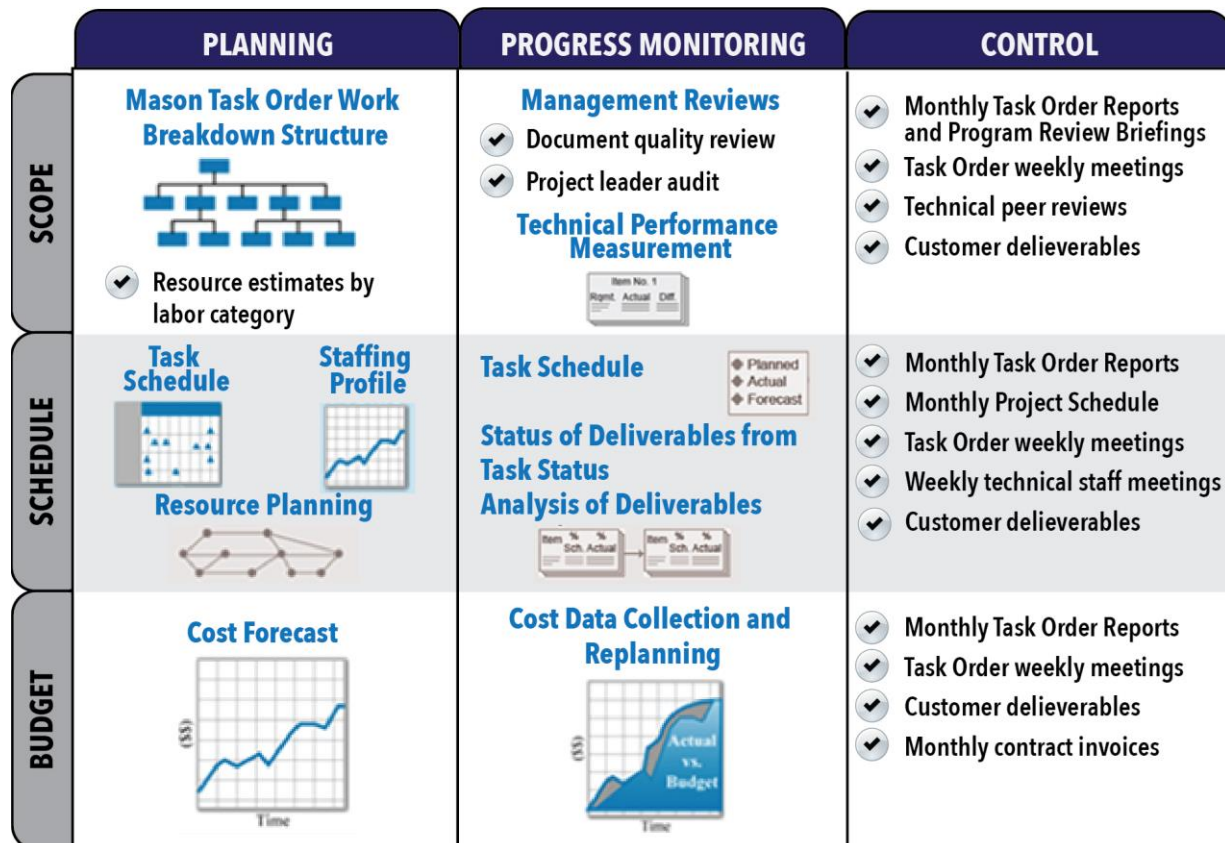 PLANNING
PROGRESS MONITORING
CONTROL
SCOPE
Mason Task Order Work
Breakdown Structure
Resource estimates by
labor category
Management Reviews
Document quality review
Project leader audit
Technical Performance
Measurement
Item No. 1
Rqmt. Actual Diff.
Monthly Task Order Reports
and Program Review Briefings
Task Order weekly meetings
Technical peer reviews
Customer delieverables
SCHEDULE
Task
Schedule
Staffing
Profile
Resource Planning
Task Schedule
Planned
Actual
Forecast
Status of Deliverables from
Task Status
Analysis of Deliverables
Item % %
Sch. Actual
Item % %
Sch. Actual
Monthly Task Order Reports
Monthly Project Schedule
Task Order weekly meetings
Weekly technical staff meetings
Customer delieverables
BUDGET
Cost Forecast
($$)
Time
Cost Data Collection and
Replanning
($$)
Actual
vs.
Budget
Time
Monthly Task Order Reports
Task Order weekly meetings
Customer delieverables
Monthly contract invoices